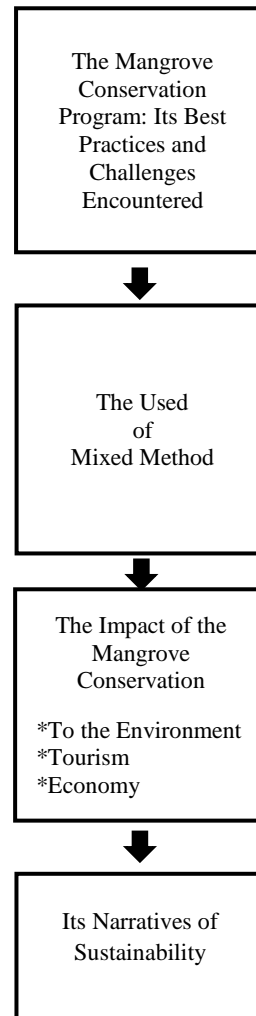 The Mangrove
Conservation
Program: Its Best
Practices and
Challenges
Encountered
The Used
of
Mixed Method
The Impact of the
Mangrove
Conservation
*To the Environment
*Tourism
*Economy
Its Narratives of
Sustainability